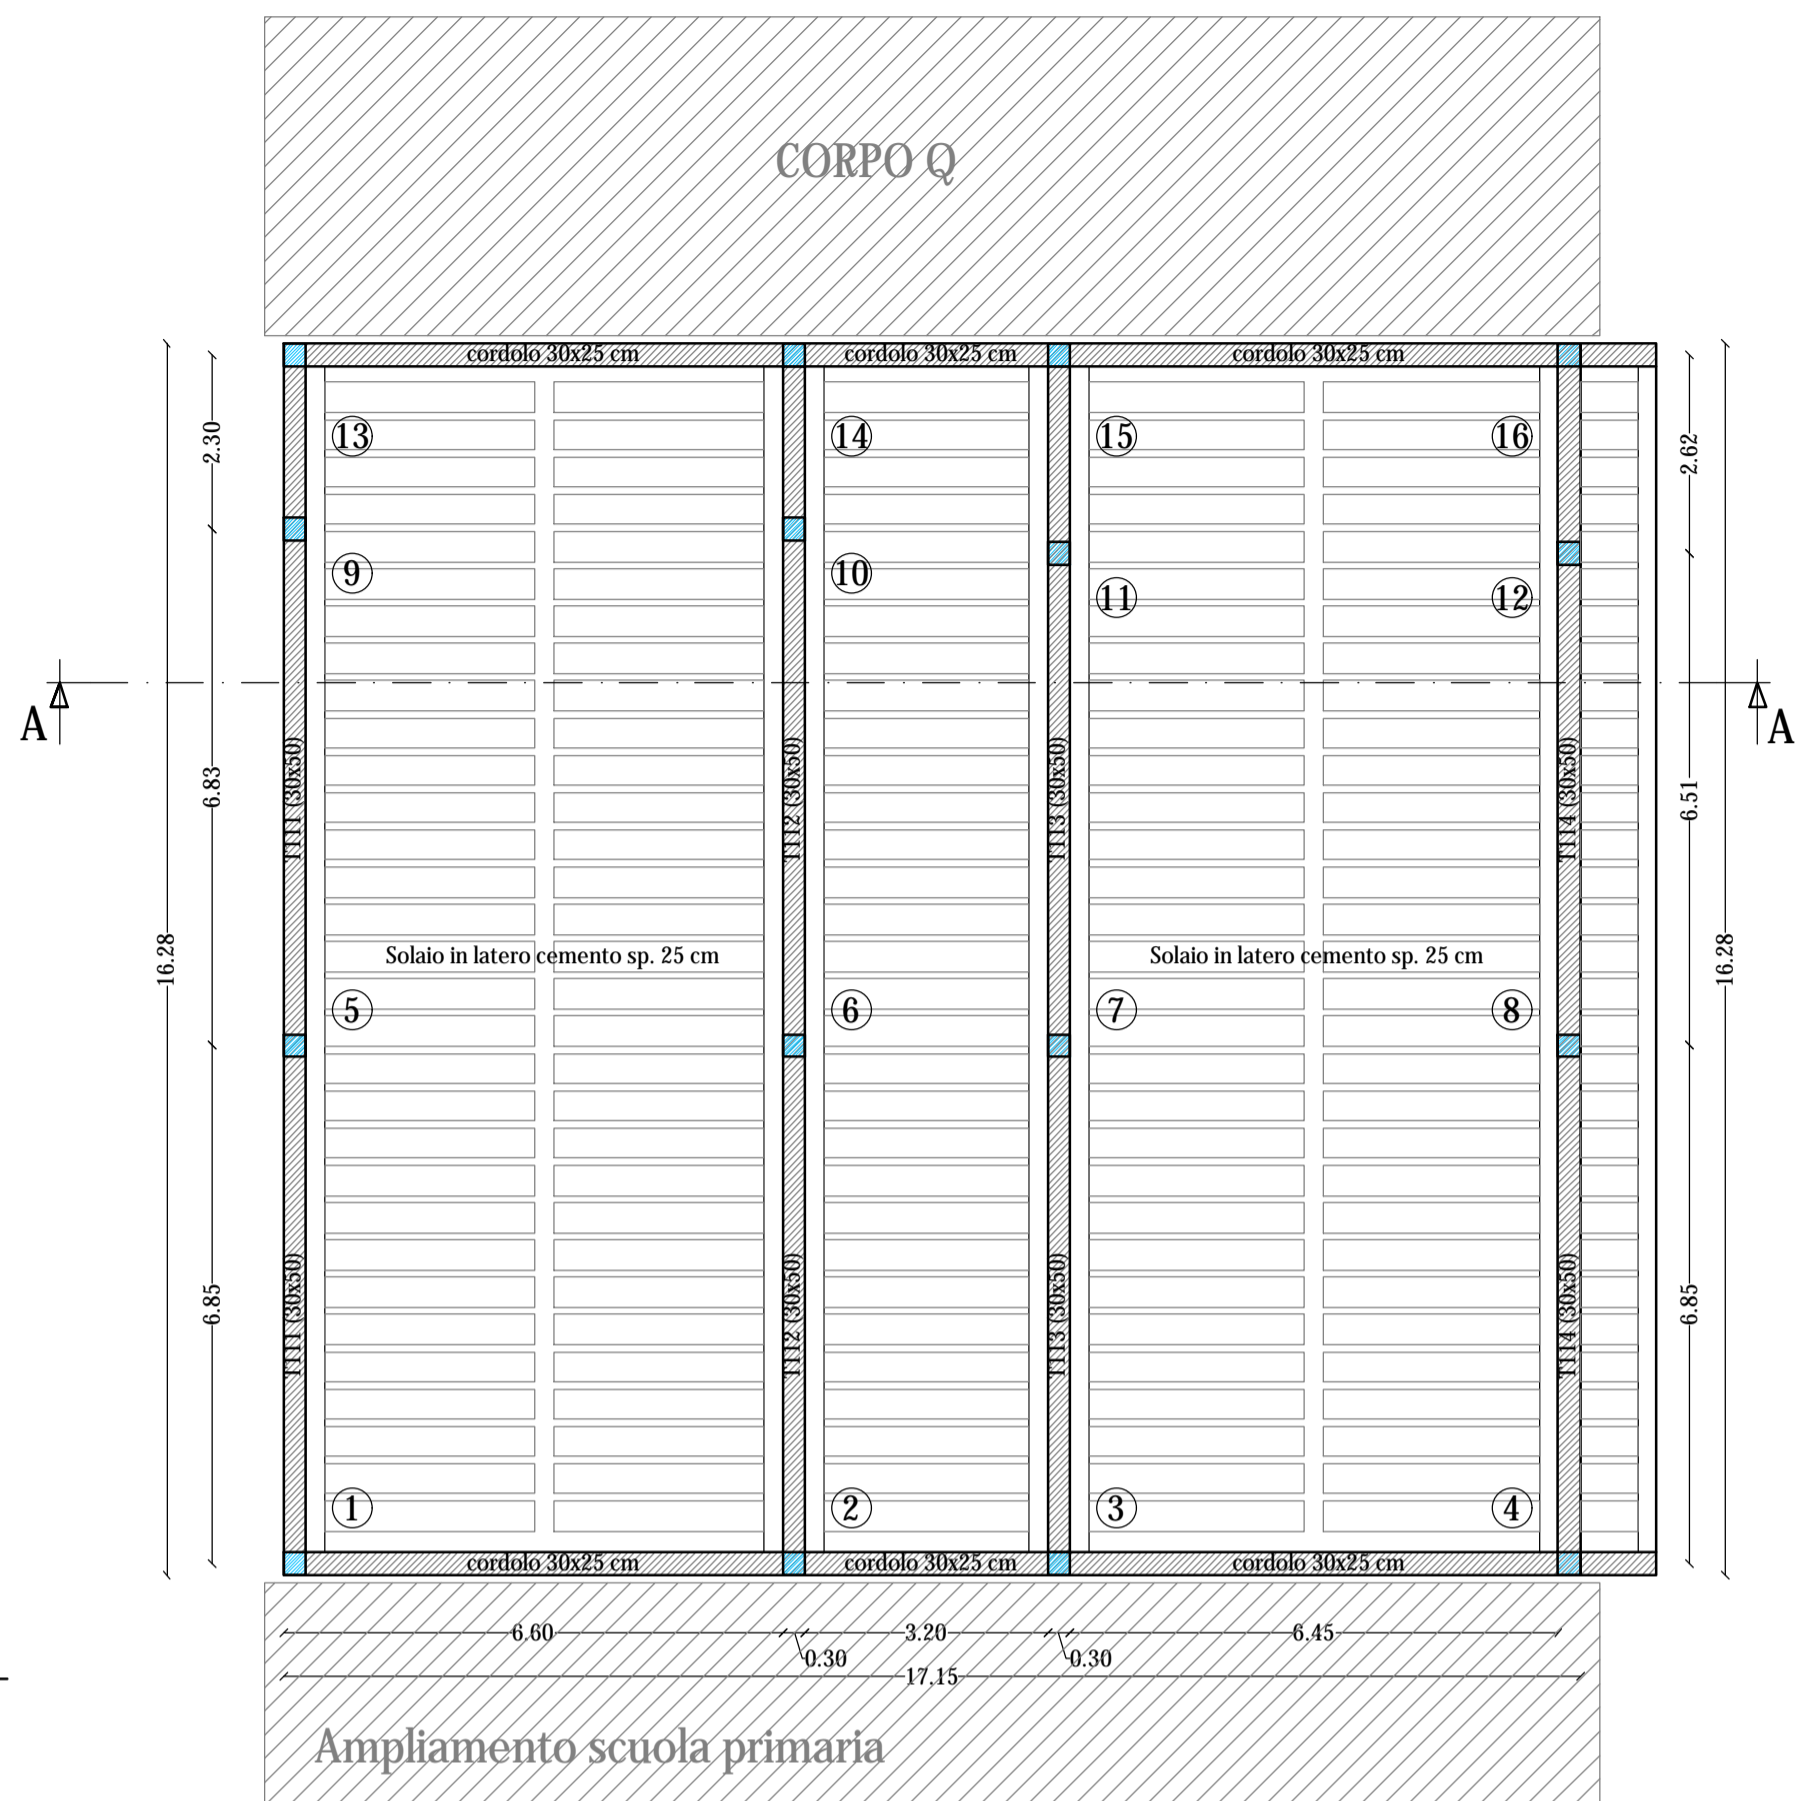 CORPO Q
cordolo 30x25 cm
cordolo 30x25 cm
cordolo 30x25 cm
13
14
15
16
2.30
2.62
9
10
11
12
A
A
T111 (30x50)
T112 (30x50)
T113 (30x50)
T114 (30x50)
6.83
6.51
16.28
16.28
Solaio in latero cemento sp. 25 cm
Solaio in latero cemento sp. 25 cm
5
6
7
8
6.85
6.85
T111 (30x50)
T112 (30x50)
T113 (30x50)
T114 (30x50)
1
2
3
4
cordolo 30x25 cm
cordolo 30x25 cm
cordolo 30x25 cm
6.60
3.20
6.45
0.30
0.30
17.15
Ampliamento scuola primaria